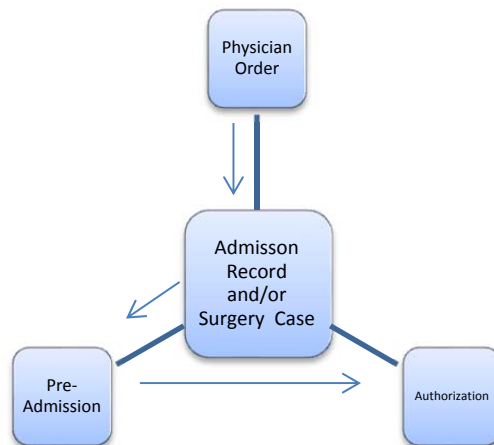 Physician
Order
Admisson
Record
and/or
Surgery Case
Pre-
Admission
Authorization